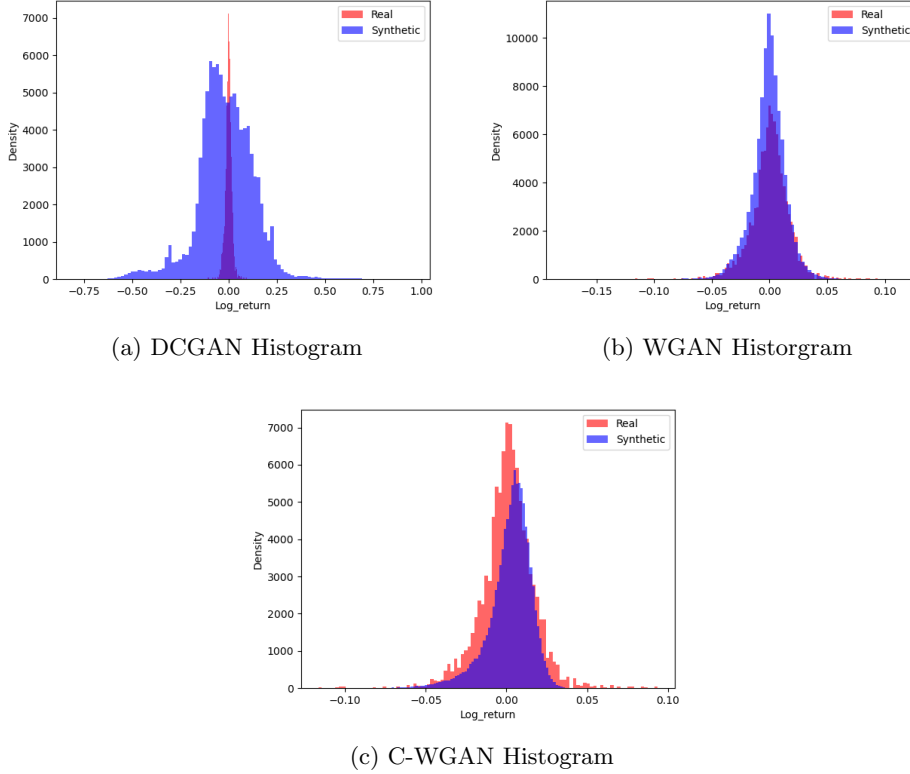 7000
6000
5000
4000
3000
2000
1000
0
Density
−0.75 −0.50 −0.25 0.00 0.25 0.50 0.75 1.00
Log_return
Real
Synthetic
(a) DCGAN Histogram
10000
8000
6000
4000
2000
0
Density
−0.15 −0.10 −0.05 0.00 0.05 0.10
Log_return
Real
Synthetic
(b) WGAN Historgram
7000
6000
5000
4000
3000
2000
1000
0
Density
−0.10 −0.05 0.00 0.05 0.10
Log_return
Real
Synthetic
(c) C-WGAN Histogram